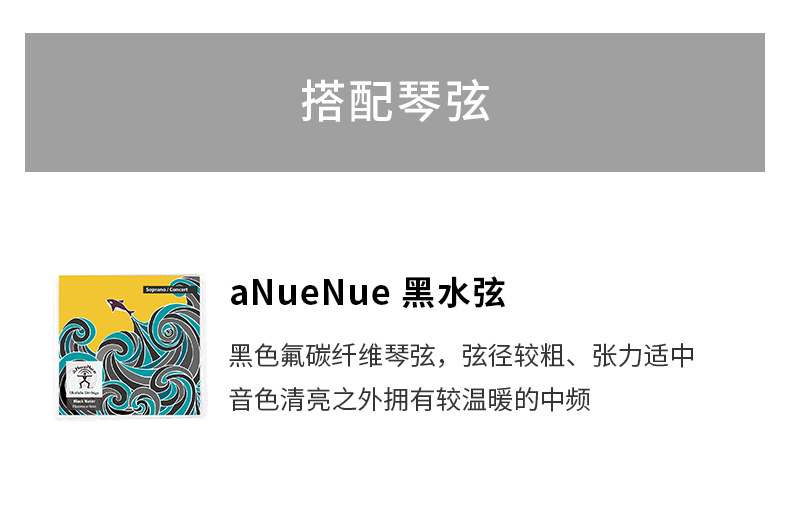 搭配琴弦
aNueNue 黑水弦
黑色氟碳纤维琴弦，弦径较粗、张力适中
音色清亮之外拥有较温暖的中频
Soprano / Concert
aNueNue
Ukulele Strings
Black Water